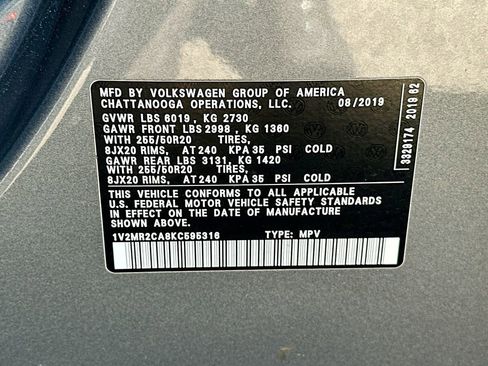 MFD BY VOLKSWAGEN GROUP OF AMERICA
CHATTANOOGA OPERATIONS, LLC. 08/2019
GVWR LBS 6019 , KG 2730
GAWR FRONT LBS 2998 , KG 1360
WITH 255/50R20 TIRES,
8JX20 RIMS, AT 240 KPA 35 PSI COLD
GAWR REAR LBS 3131, KG 1420
WITH 255/50R20 TIRES,
8JX20 RIMS, AT 240 KPA 35 PSI COLD
THIS VEHICLE CONFORMS TO ALL APPLICABLE
U.S. FEDERAL MOTOR VEHICLE SAFETY STANDARDS
IN EFFECT ON THE DATE OF MANUFACTURE
SHOWN ABOVE.
1V2MR2CA8KC595316 TYPE: MPV
3329174 2019 62